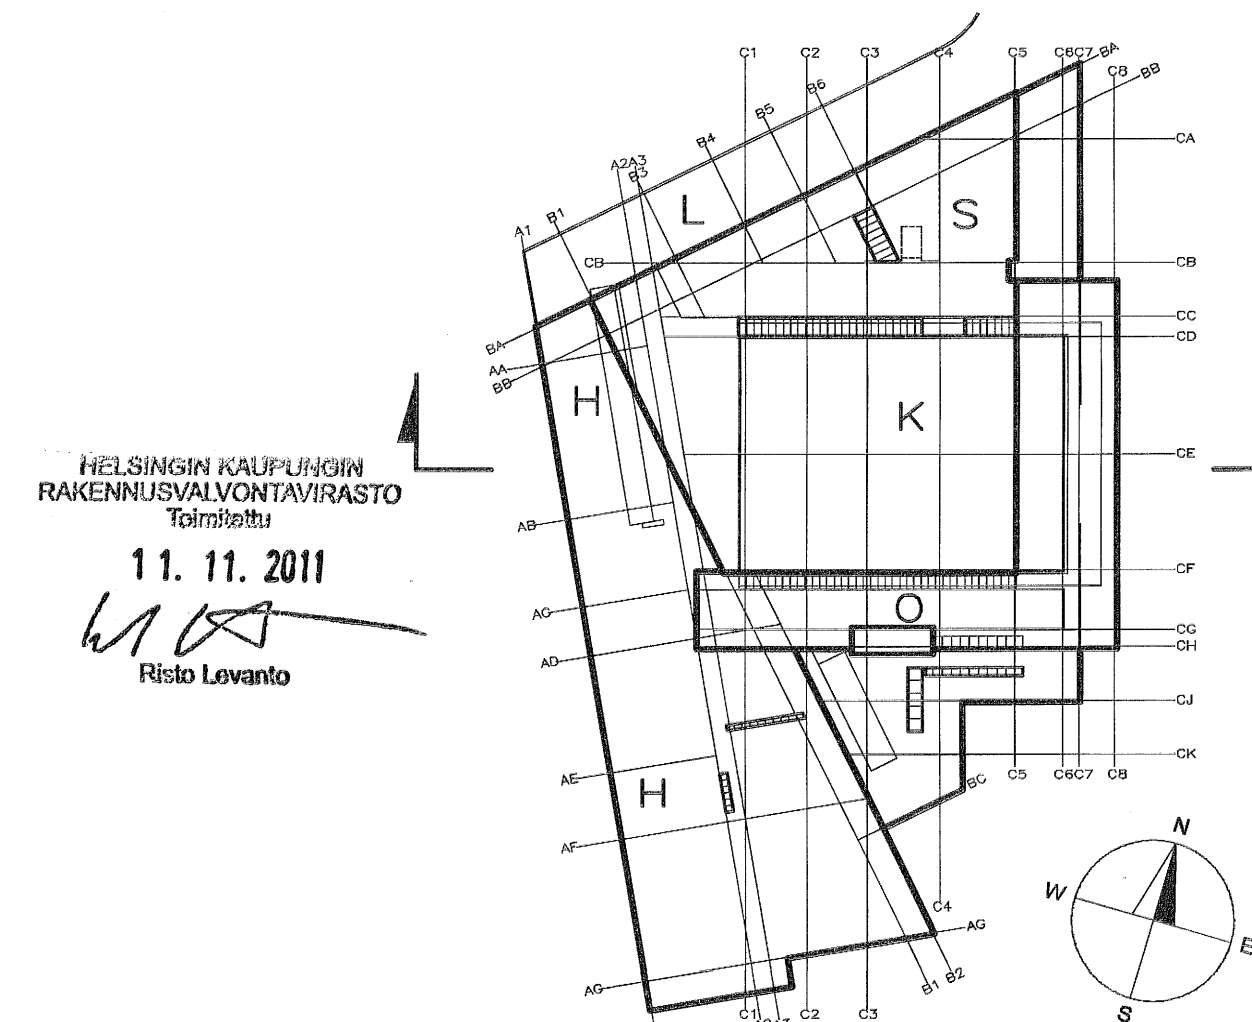 C1 C2 C3 C4 C5 C6C7 BA
C8 BB
B6
B5
B4
CA
A2A3
B3
B1
A1
L
S
CB CB
CC
CD
BA
AA
BB
H
K
CE
HELSINGIN KAUPUNGIN
RAKENNUSVALVONTAVIRASTO
Toimitettu
11. 11. 2011
Risto Levanto
AB
CF
AG
O
CG
CH
AD
CJ
CK
AE
H
C5 C6C7 C8
BC
AF
N
W
E
S
C4
AG
AG
B1 B2
C1 C2 C3